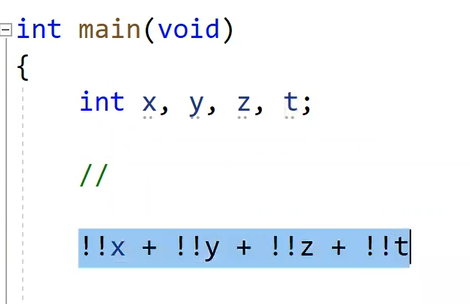 int main(void)
{
int x, y, z, t;
//
!!x + !!y + !!z + !!t